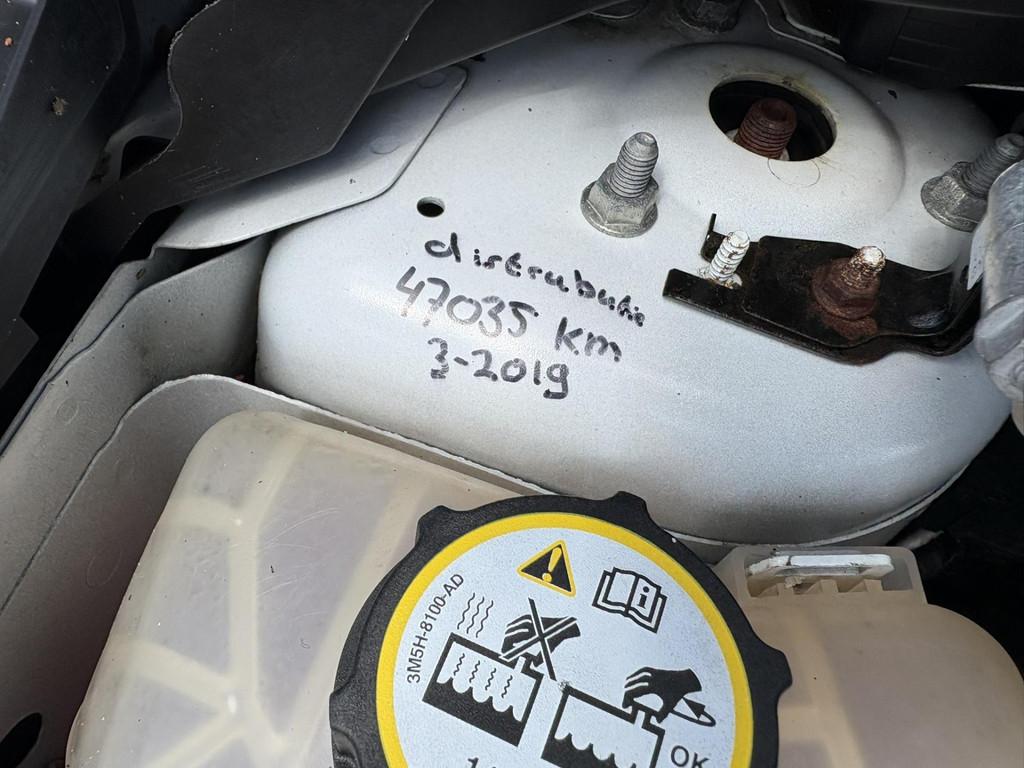 distrubutie
47035 km
3-2019
3M5H-8100-AD
OK